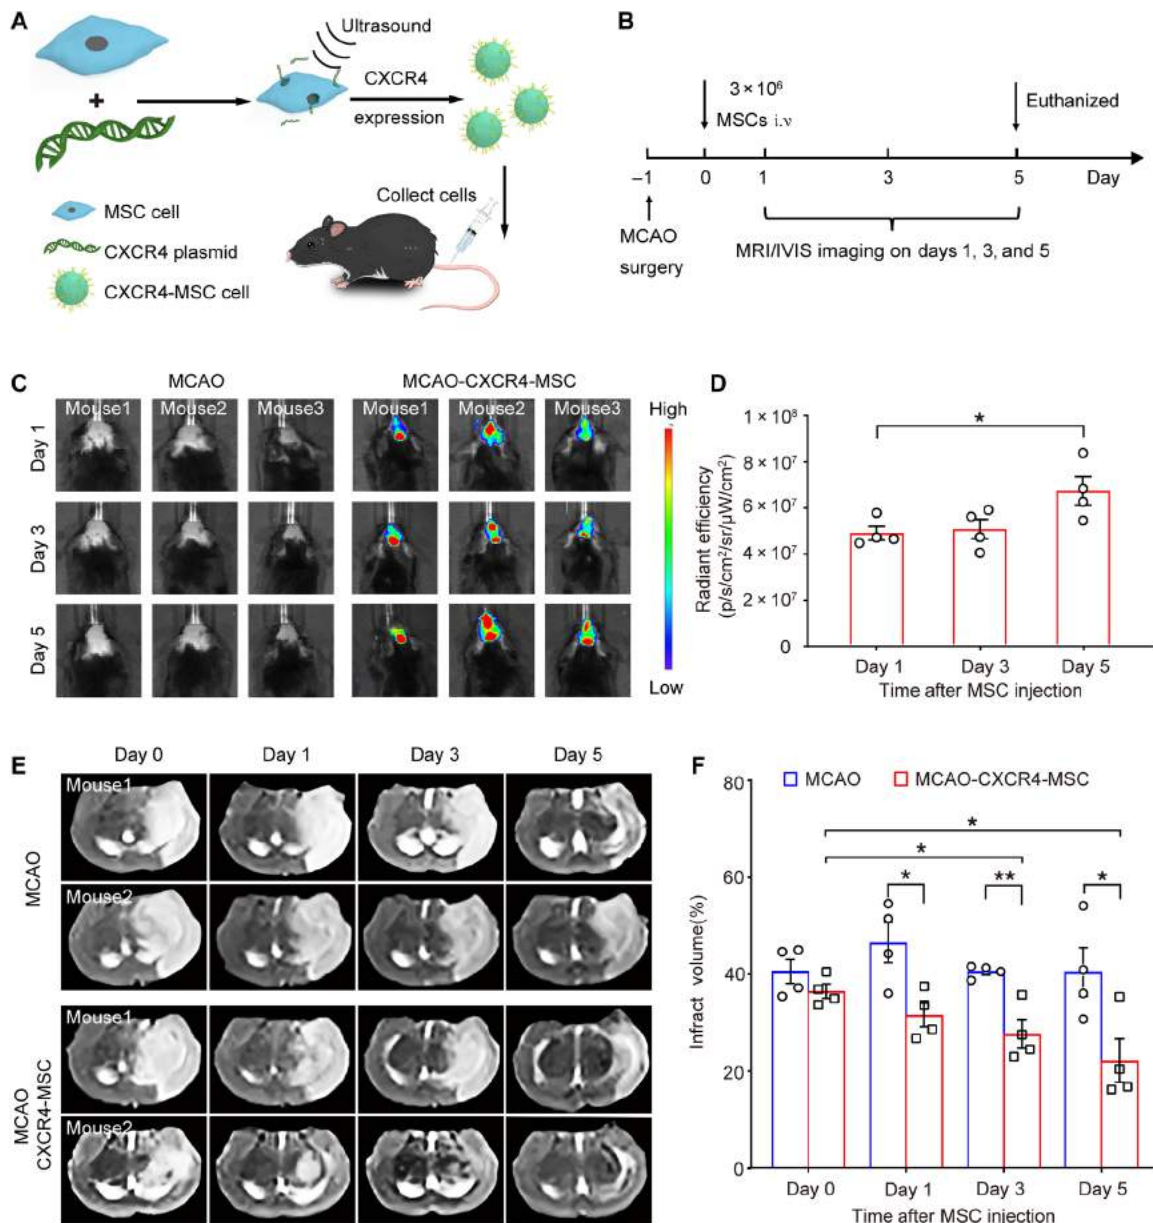 A
Ultrasound
CXCR4
expression
+
Collect cells
MSC cell
CXCR4 plasmid
CXCR4-MSC cell
B
3 × 10⁶
MSCs i.v
Euthanized
–1 0 1 3 5 Day
MCAO
surgery
MRI/IVIS imaging on days 1, 3, and 5
C
MCAO MCAO-CXCR4-MSC
Mouse1 Mouse2 Mouse3 Mouse1 Mouse2 Mouse3
Day 1
Day 3
Day 5
High
Low
D
*
1 × 10⁸
8 × 10⁷
6 × 10⁷
4 × 10⁷
2 × 10⁷
0
Radiant efficiency
(p/s/cm²/sr/μW/cm²)
Day 1 Day 3 Day 5
Time after MSC injection
E
Day 0 Day 1 Day 3 Day 5
MCAO
Mouse1
Mouse2
MCAO
CXCR4-MSC
Mouse1
Mouse2
F
MCAO MCAO-CXCR4-MSC
*
*
* ** *
80
60
40
20
0
Infract volume(%)
Day 0 Day 1 Day 3 Day 5
Time after MSC injection